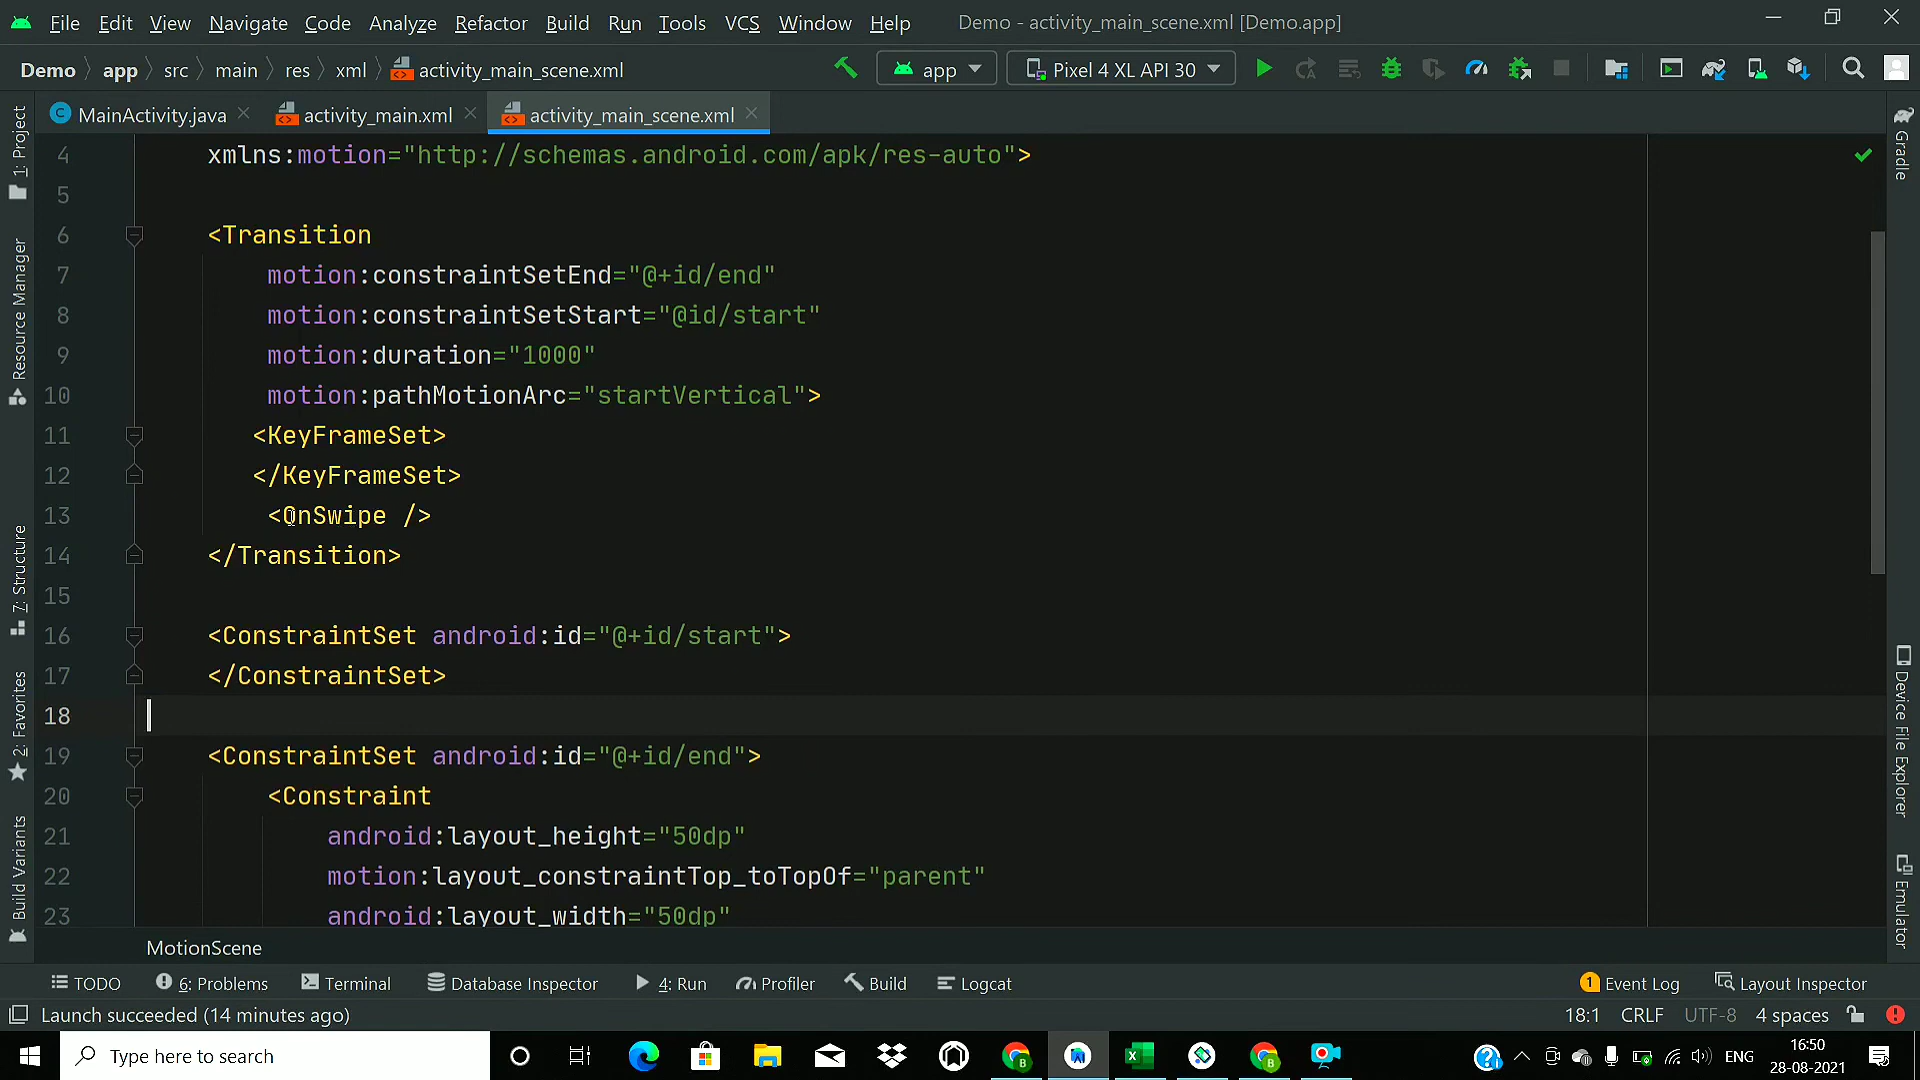 File Edit View Navigate Code Analyze Refactor Build Run Tools VCS Window Help Demo - activity_main_scene.xml [Demo.app]
Demo app src main res xml activity_main_scene.xml app Pixel 4 XL API 30
MainActivity.java activity_main.xml activity_main_scene.xml
4 xmlns:motion="http://schemas.android.com/apk/res-auto">
5
6 <Transition
7 motion:constraintSetEnd="@+id/end"
8 motion:constraintSetStart="@id/start"
9 motion:duration="1000"
10 motion:pathMotionArc="startVertical">
11 <KeyFrameSet>
12 </KeyFrameSet>
13 <OnSwipe />
14 </Transition>
15
16 <ConstraintSet android:id="@+id/start">
17 </ConstraintSet>
18
19 <ConstraintSet android:id="@+id/end">
20 <Constraint
21 android:layout_height="50dp"
22 motion:layout_constraintTop_toTopOf="parent"
23 android:layout_width="50dp"
MotionScene
1: Project
Resource Manager
7: Structure
2: Favorites
Build Variants
Gradle
Device File Explorer
Emulator
TODO 6: Problems Terminal Database Inspector 4: Run Profiler Build Logcat 1 Event Log Layout Inspector
Launch succeeded (14 minutes ago) 18:1 CRLF UTF-8 4 spaces
Type here to search ENG 16:50
28-08-2021